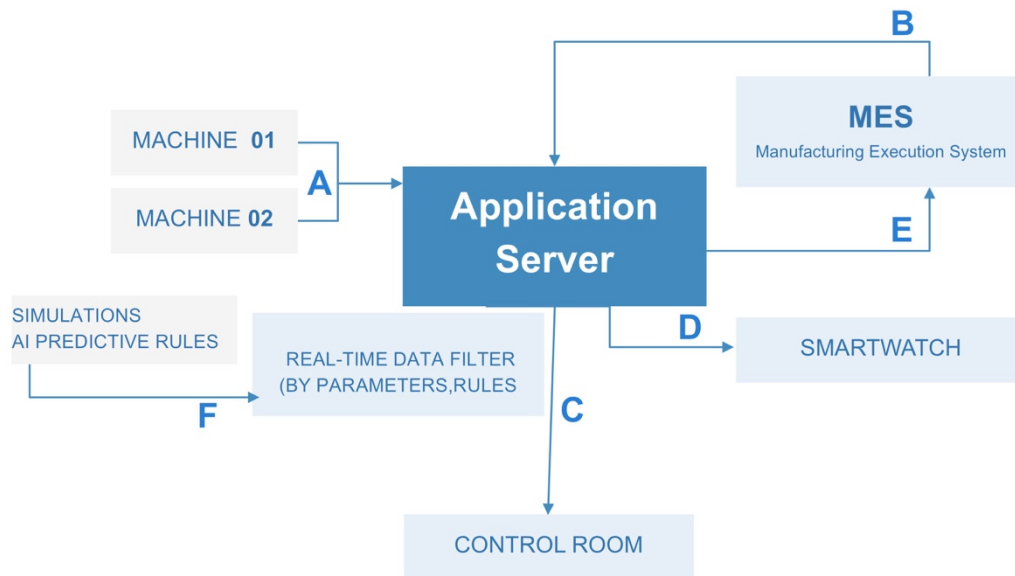 B
MES
Manufacturing Execution System
MACHINE 01
A
MACHINE 02
Application
Server
E
SIMULATIONS
AI PREDICTIVE RULES
D
SMARTWATCH
REAL-TIME DATA FILTER
(BY PARAMETERS,RULES
F
C
CONTROL ROOM